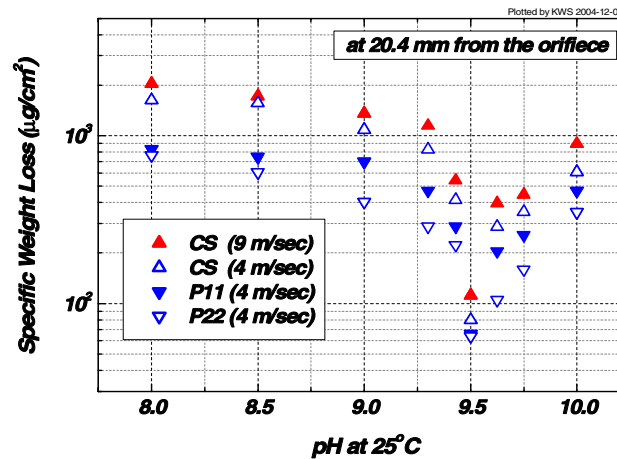 Plotted by KWS 2004-12-0
at 20.4 mm from the orifiece
Specific Weight Loss (μg/cm²)
10³
10²
CS (9 m/sec)
CS (4 m/sec)
P11 (4 m/sec)
P22 (4 m/sec)
8.0 8.5 9.0 9.5 10.0
pH at 25°C